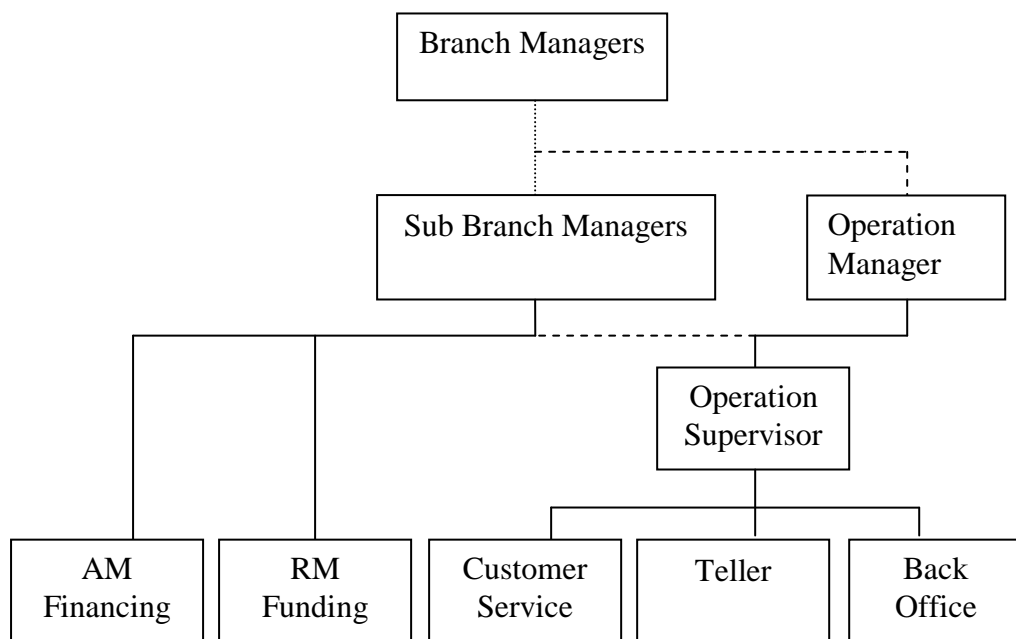 Branch Managers
Sub Branch Managers
Operation
Manager
Operation
Supervisor
AM
Financing
RM
Funding
Customer
Service
Teller
Back
Office